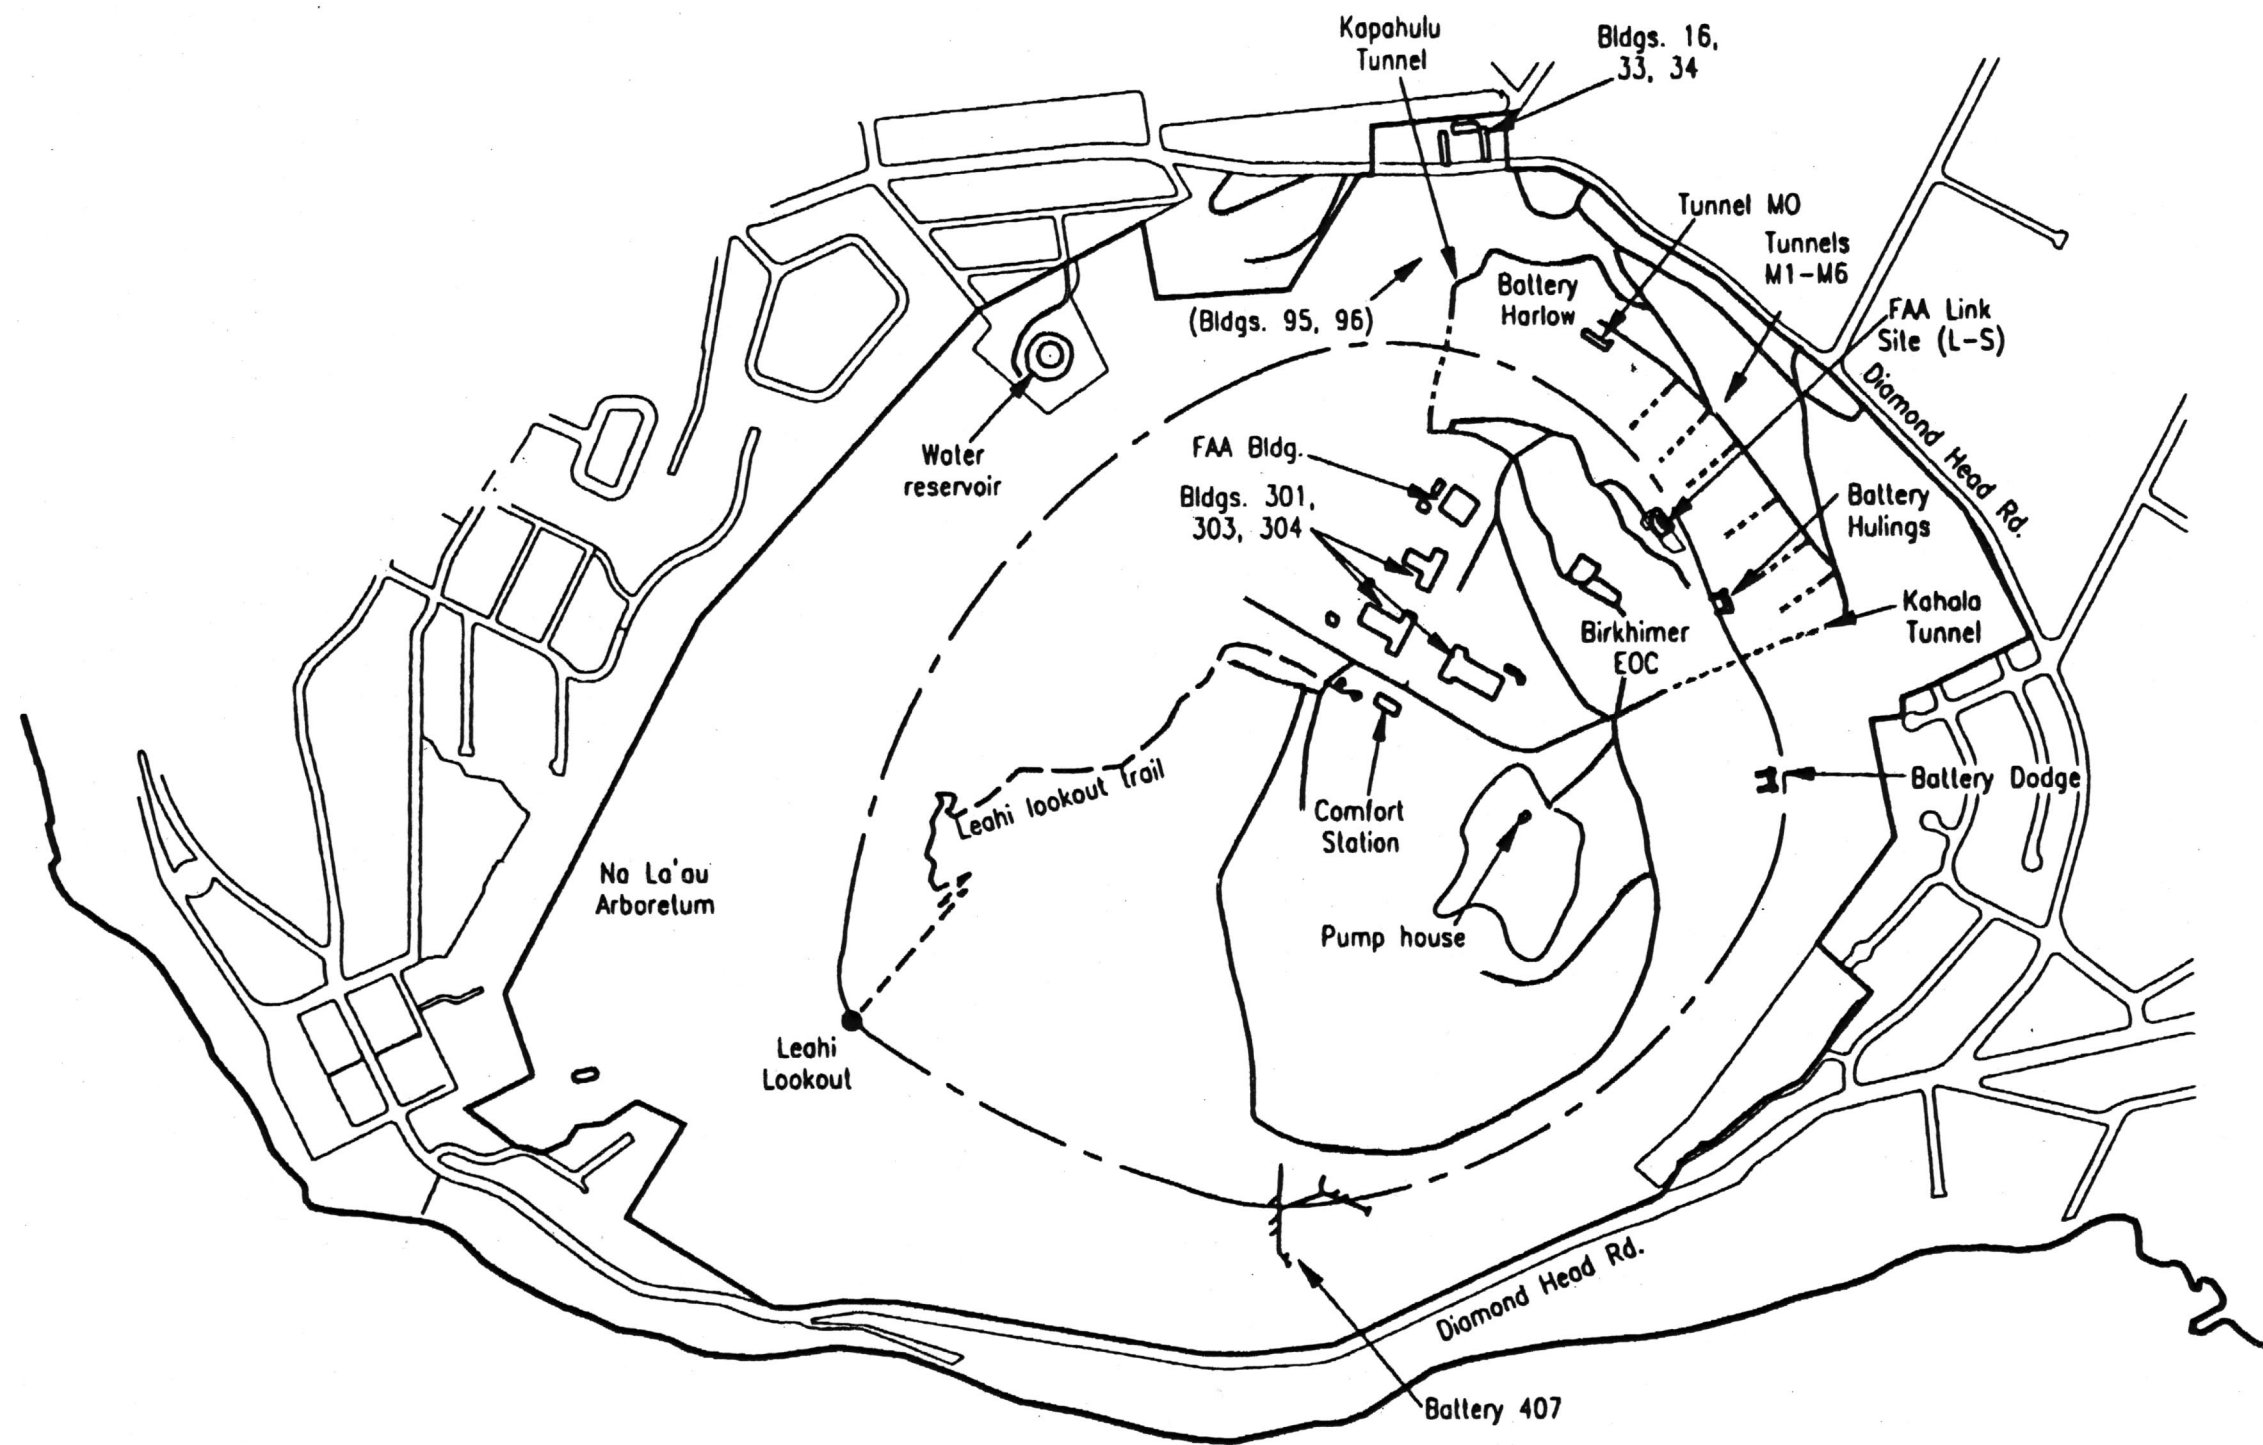 Kapahulu
Tunnel
Bldgs. 16,
33, 34
Tunnel M0
Tunnels
M1-M6
FAA Link
Site (L-S)
Battery
Harlow
(Bldgs. 95, 96)
Diamond Head Rd.
Water
reservoir
FAA Bldg.
Bldgs. 301,
303, 304
Battery
Hulings
Kahala
Tunnel
Birkhimer
EOC
Leahi lookout trail
Battery Dodge
Comfort
Station
Na La'au
Arboretum
Pump house
Leahi
Lookout
Diamond Head Rd.
Battery 407